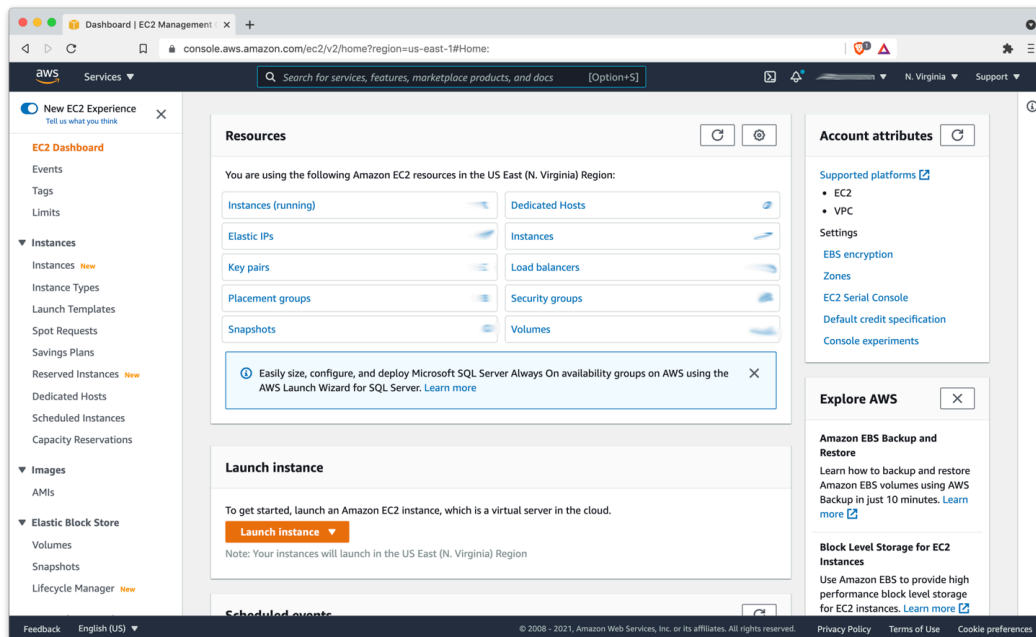 Dashboard | EC2 Management
console.aws.amazon.com/ec2/v2/home?region=us-east-1#Home:
aws
Services
Search for services, features, marketplace products, and docs
[Option+S]
N. Virginia
Support
New EC2 Experience
Tell us what you think
EC2 Dashboard
Events
Tags
Limits
Instances
Instances New
Instance Types
Launch Templates
Spot Requests
Savings Plans
Reserved Instances New
Dedicated Hosts
Scheduled Instances
Capacity Reservations
Images
AMIs
Elastic Block Store
Volumes
Snapshots
Lifecycle Manager New
Resources
You are using the following Amazon EC2 resources in the US East (N. Virginia) Region:
Instances (running)
Dedicated Hosts
Elastic IPs
Instances
Key pairs
Load balancers
Placement groups
Security groups
Snapshots
Volumes
Easily size, configure, and deploy Microsoft SQL Server Always On availability groups on AWS using the
AWS Launch Wizard for SQL Server. Learn more
Launch instance
To get started, launch an Amazon EC2 instance, which is a virtual server in the cloud.
Launch instance
Note: Your instances will launch in the US East (N. Virginia) Region
Scheduled events
Account attributes
Supported platforms
• EC2
• VPC
Settings
EBS encryption
Zones
EC2 Serial Console
Default credit specification
Console experiments
Explore AWS
Amazon EBS Backup and
Restore
Learn how to backup and restore
Amazon EBS volumes using AWS
Backup in just 10 minutes. Learn
more
Block Level Storage for EC2
Instances
Use Amazon EBS to provide high
performance block level storage
for EC2 instances. Learn more
Feedback
English (US)
© 2008 - 2021, Amazon Web Services, Inc. or its affiliates. All rights reserved.
Privacy Policy
Terms of Use
Cookie preferences